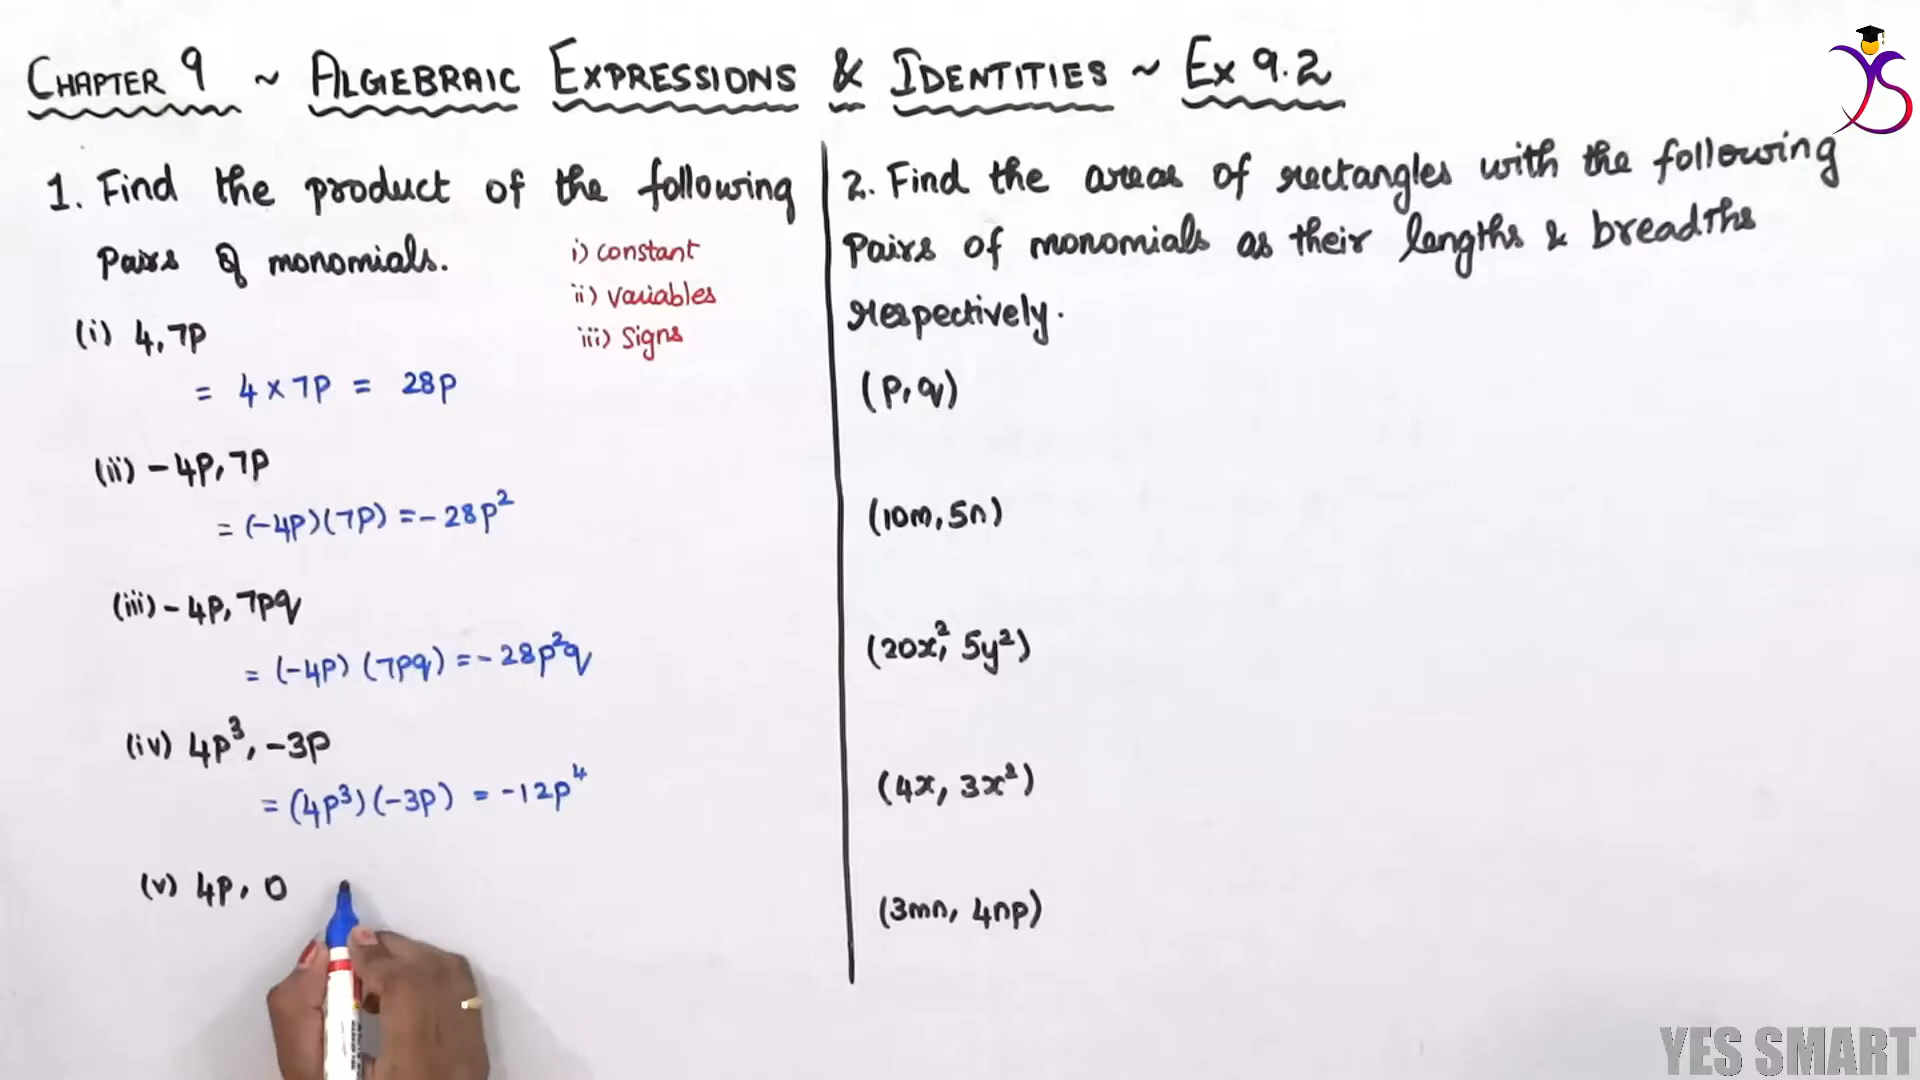 CHAPTER 9 ~ ALGEBRAIC EXPRESSIONS & IDENTITIES ~ EX 9.2
1. Find the product of the following
Pairs of monomials.
i) constant
ii) variables
iii) Signs
(i) 4, 7p
= 4 × 7p = 28p
(ii) -4p, 7p
= (-4p)(7p) = -28p²
(iii) -4p, 7pq
= (-4p) (7pq) = -28p²q
(iv) 4p³, -3p
= (4p³)(-3p) = -12p⁴
(v) 4p, 0
2. Find the areas of rectangles with the following
Pairs of monomials as their lengths & breadths
respectively.
(p, q)
(10m, 5n)
(20x², 5y²)
(4x, 3x²)
(3mn, 4np)
YS
YES SMART